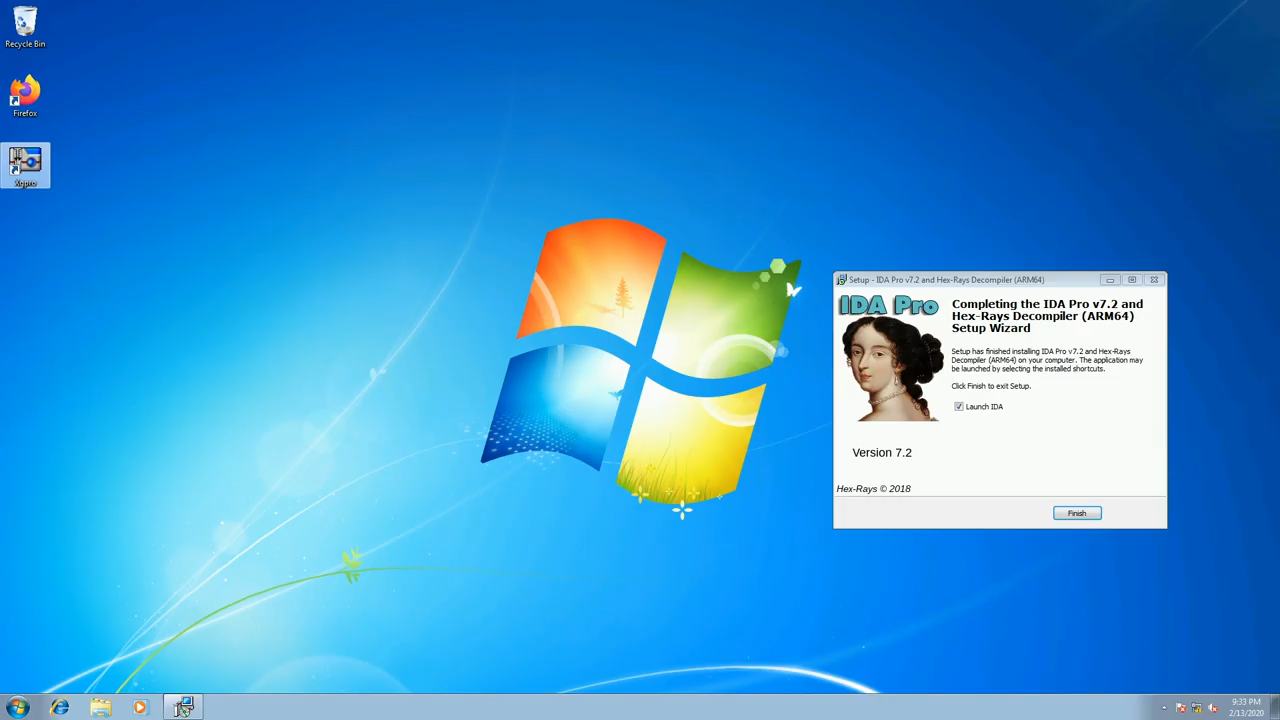 Recycle Bin
Firefox
Xgpro
Setup - IDA Pro v7.2 and Hex-Rays Decompiler (ARM64)
IDA Pro
Completing the IDA Pro v7.2 and
Hex-Rays Decompiler (ARM64)
Setup Wizard
Setup has finished installing IDA Pro v7.2 and Hex-Rays
Decompiler (ARM64) on your computer. The application may
be launched by selecting the installed shortcuts.
Click Finish to exit Setup.
Launch IDA
Version 7.2
Hex-Rays © 2018
Finish
9:33 PM
2/13/2020